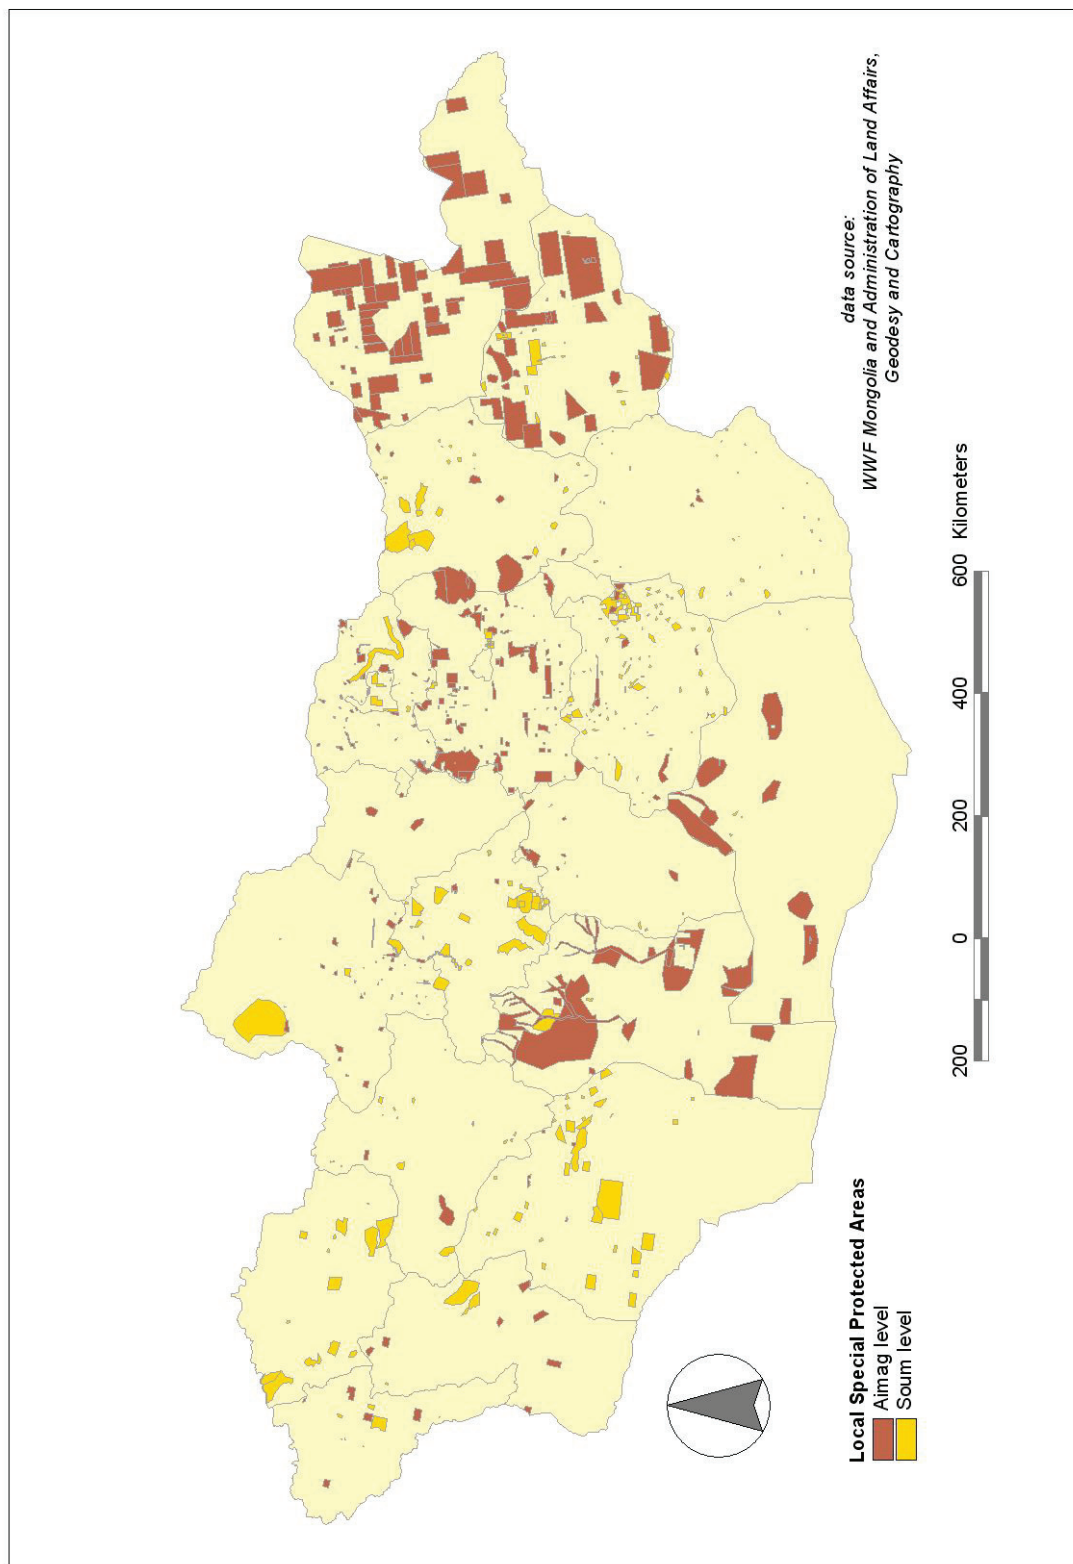 data source:
WWF Mongolia and Administration of Land Affairs,
Geodesy and Cartography
Local Special Protected Areas
Aimag level
Soum level
200 0 200 400 600 Kilometers